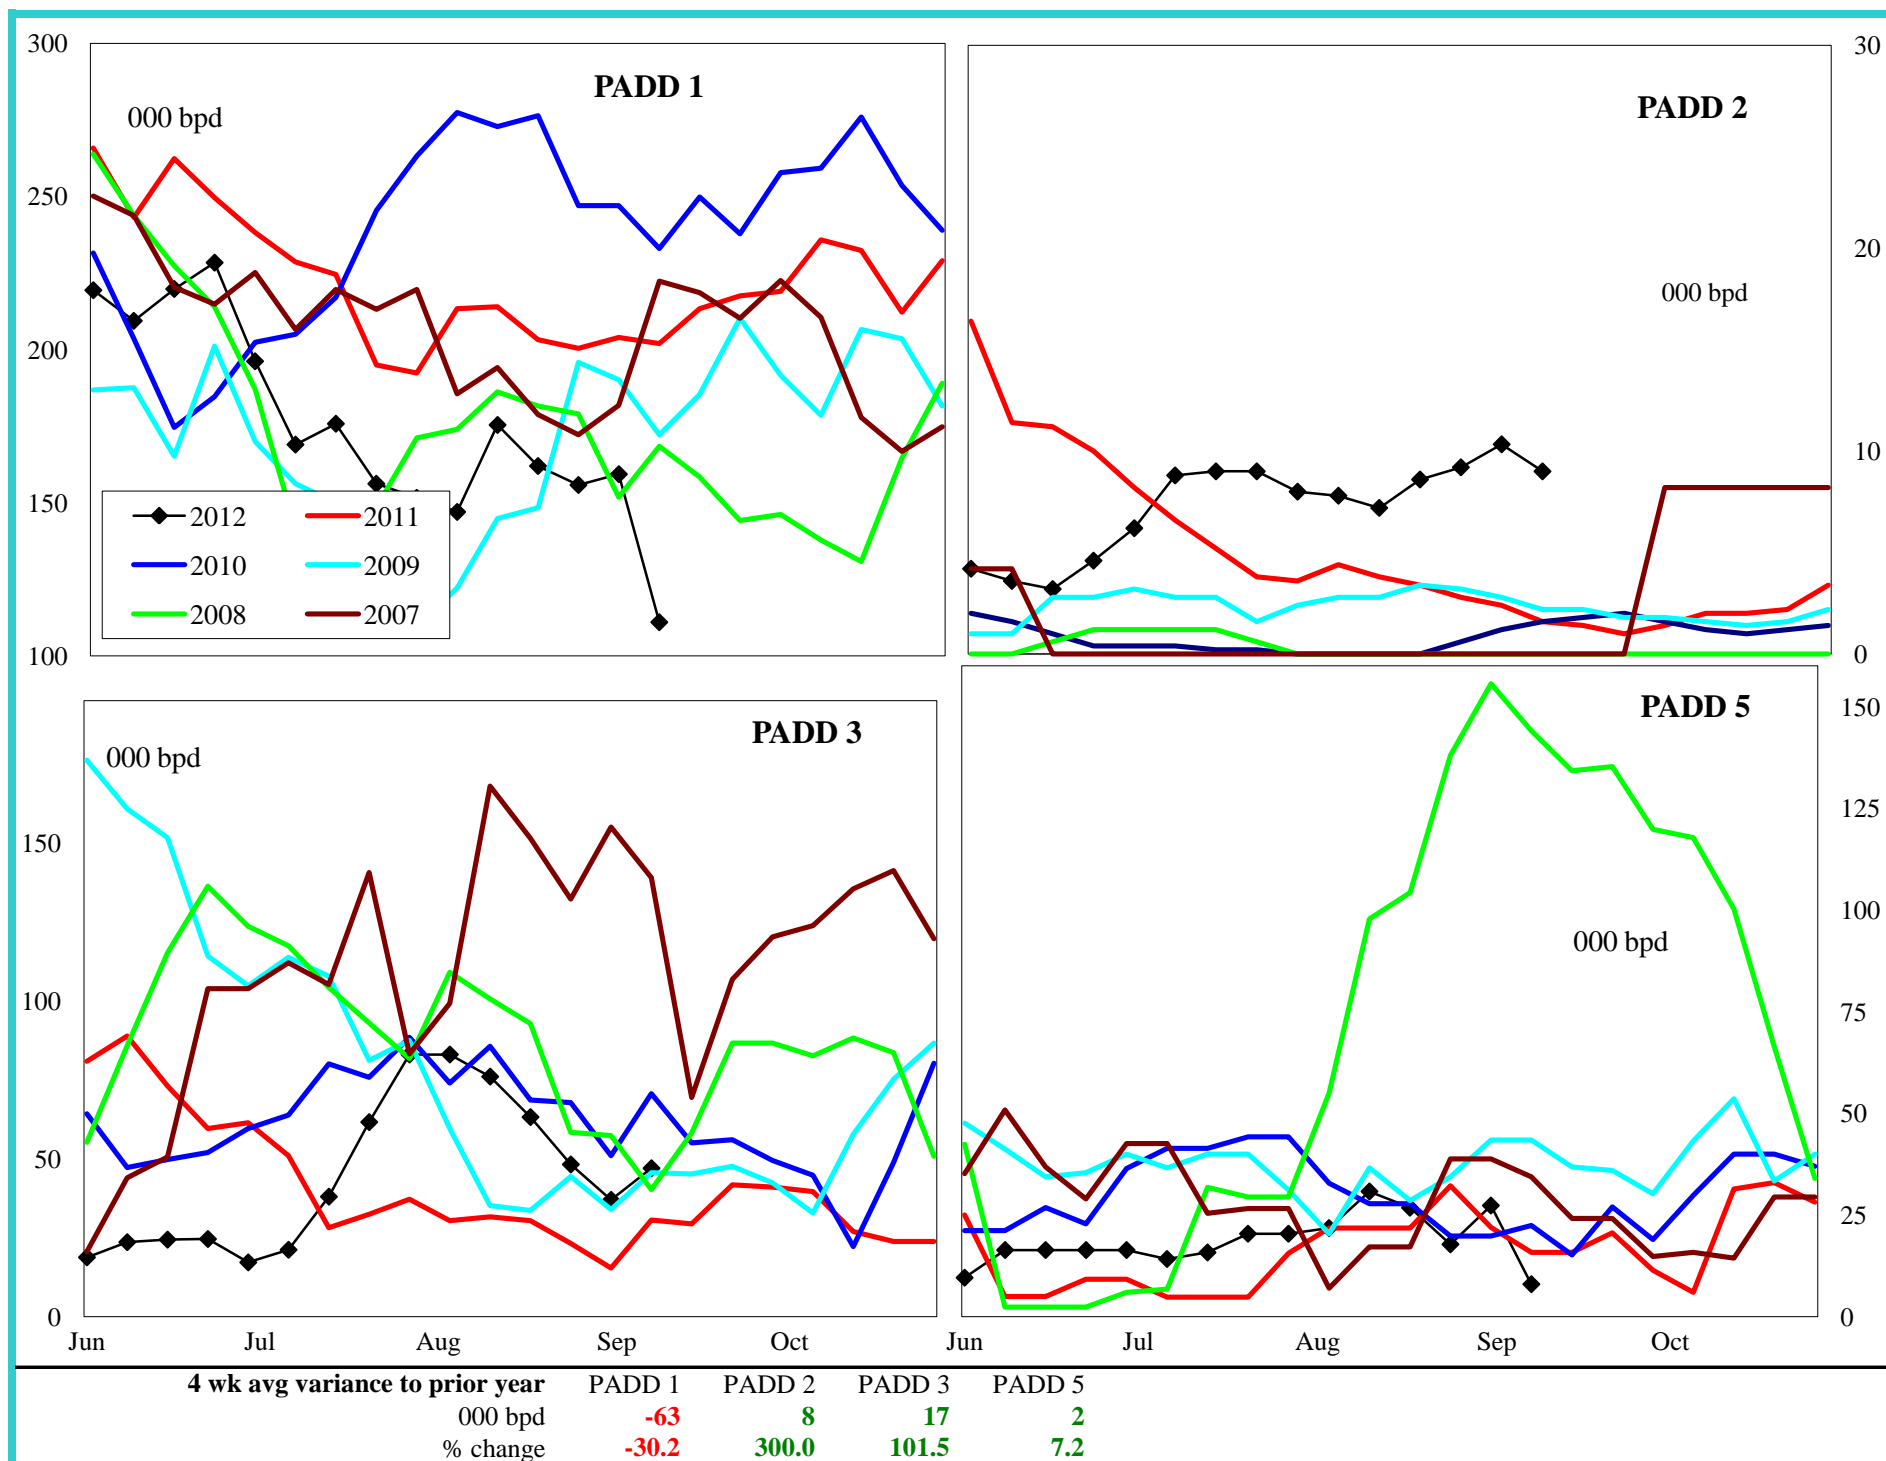 300
250
200
150
100
PADD 1
000 bpd
2012
2011
2010
2009
2008
2007
PADD 2
000 bpd
30
20
10
0
PADD 3
000 bpd
150
100
50
0
Jun Jul Aug Sep Oct
PADD 5
000 bpd
150
125
100
75
50
25
0
Jun Jul Aug Sep Oct
4 wk avg variance to prior year PADD 1 PADD 2 PADD 3 PADD 5
000 bpd -63 8 17 2
% change -30.2 300.0 101.5 7.2